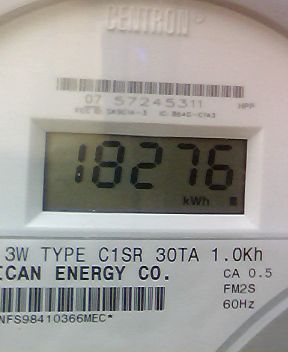 CENTRON®
07 57245311 HPP
18276
kWh
3W TYPE C1SR 30TA 1.0Kh
ICAN ENERGY CO. CA 0.5
FM2S
60Hz
NFS98410366MEC*